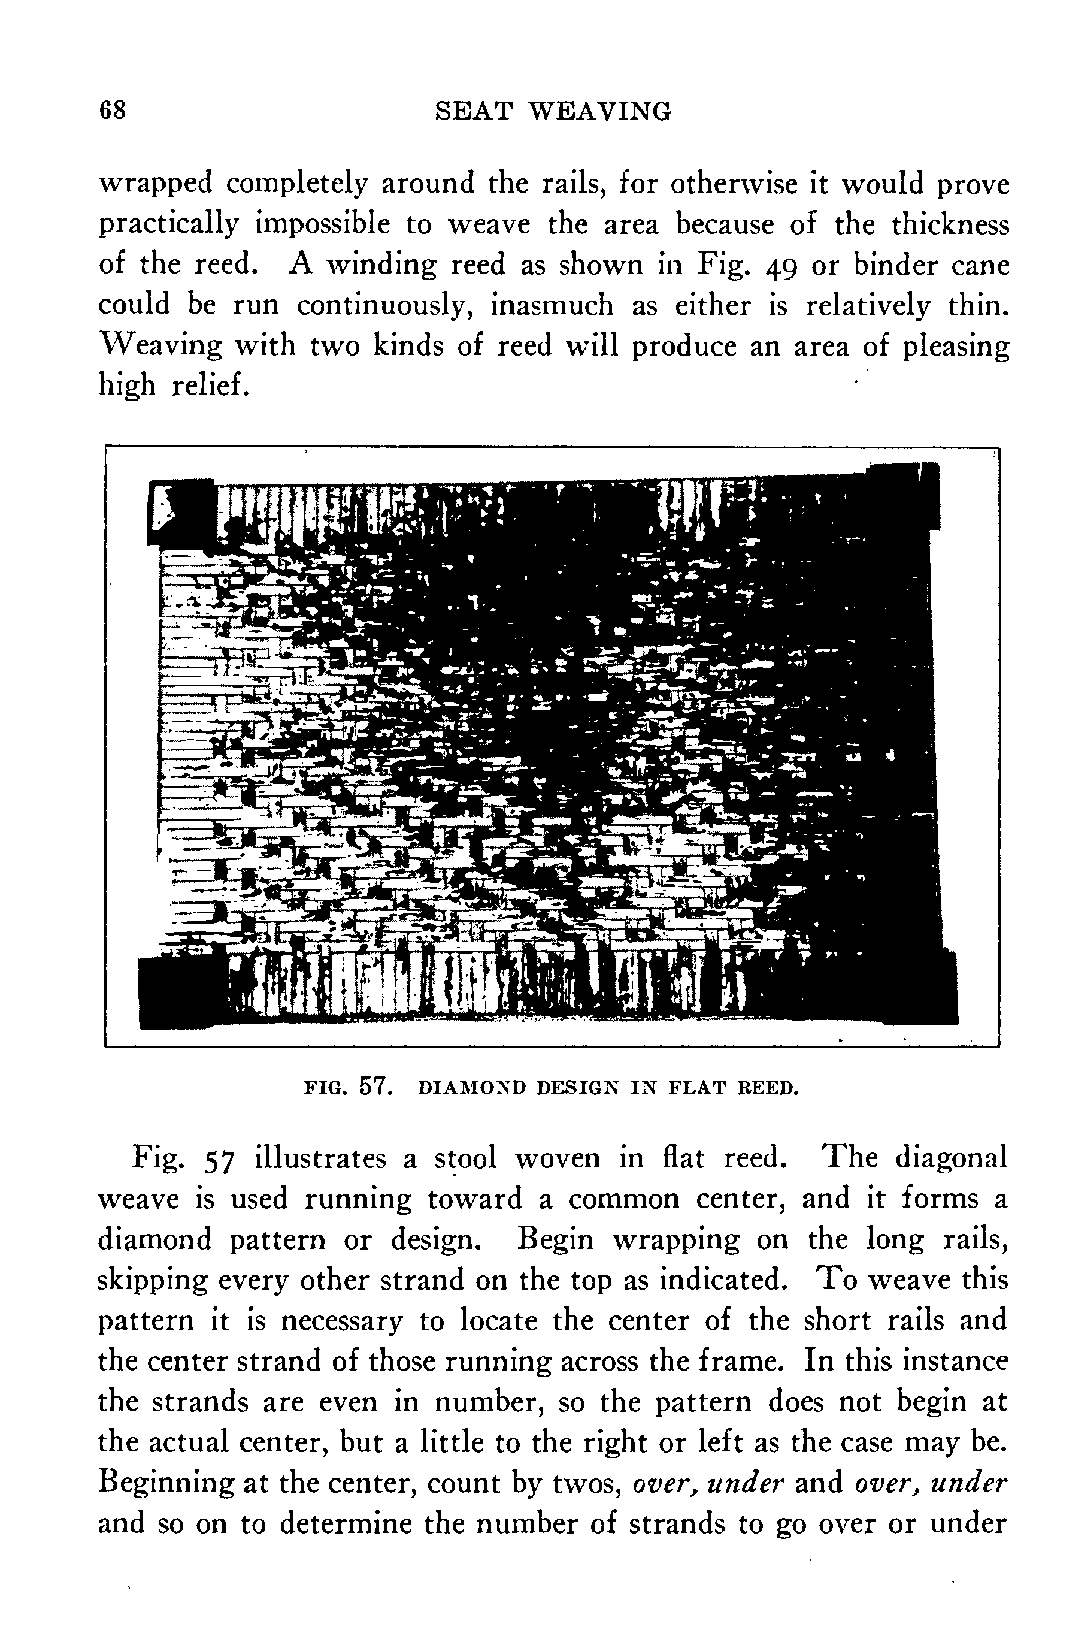 68 SEAT WEAVING
wrapped completely around the rails, for otherwise it would prove
practically impossible to weave the area because of the thickness
of the reed. A winding reed as shown in Fig. 49 or binder cane
could be run continuously, inasmuch as either is relatively thin.
Weaving with two kinds of reed will produce an area of pleasing
high relief.
FIG. 57. DIAMOND DESIGN IN FLAT REED.
Fig. 57 illustrates a stool woven in flat reed. The diagonal
weave is used running toward a common center, and it forms a
diamond pattern or design. Begin wrapping on the long rails,
skipping every other strand on the top as indicated. To weave this
pattern it is necessary to locate the center of the short rails and
the center strand of those running across the frame. In this instance
the strands are even in number, so the pattern does not begin at
the actual center, but a little to the right or left as the case may be.
Beginning at the center, count by twos, over, under and over, under
and so on to determine the number of strands to go over or under